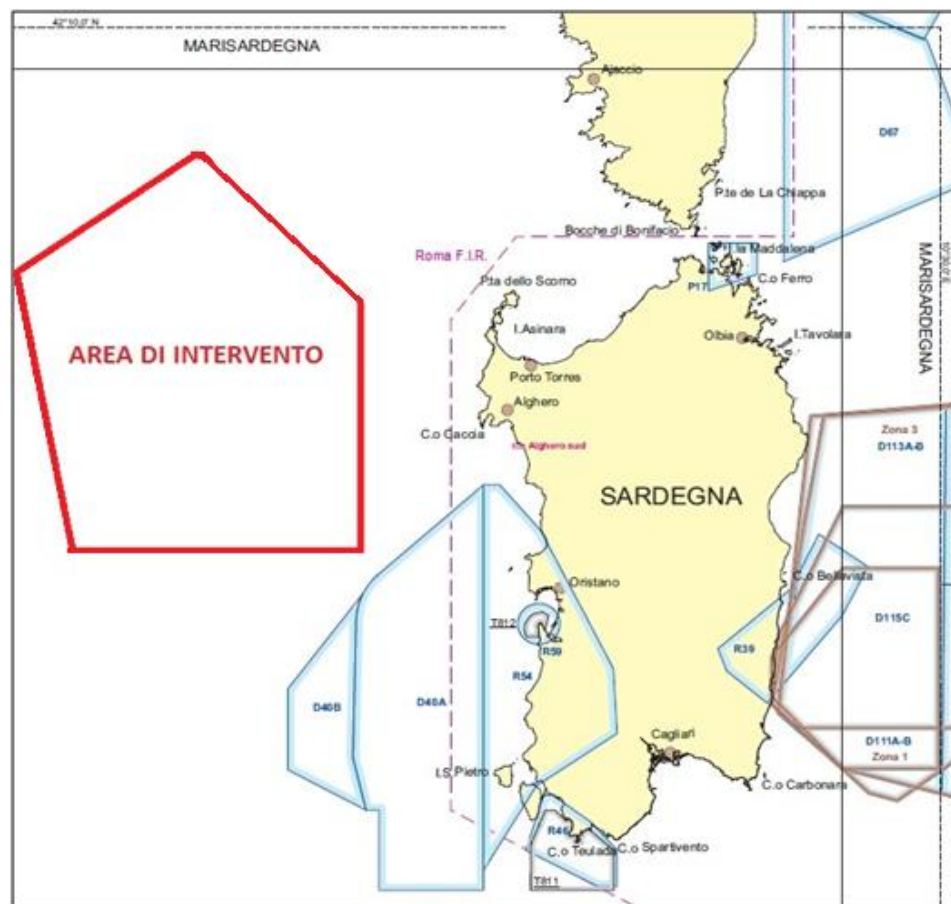 42°10,0' N
MARISARDEGNA
Ajaccio
D67
P.te de La Chiappa
Bocche di Bonifacio
la Maddalena
Roma F.I.R.
C.o Ferro
P17
P.ta dello Scorno
MARISARDEGNA
I.Asinara
Olbia
I.Tavolara
AREA DI INTERVENTO
Porto Torres
Alghero
C.o Caccia
Alghero sud
Zona 3
D113A-B
SARDEGNA
Oristano
C.o Bellavista
T812
D115C
R59
R39
R54
D40B
D40A
Cagliari
D111A-B
Zona 1
I.S.Pietro
C.o Carbonara
R46
C.o Teulada
C.o Spartivento
T811